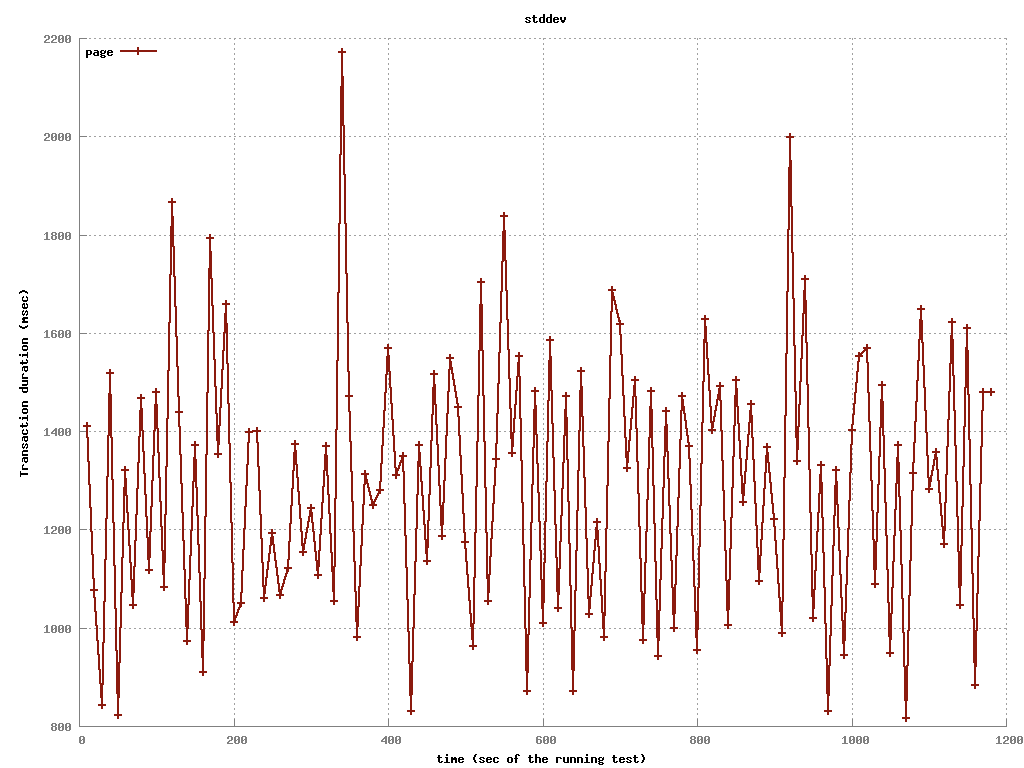 stddev
page
2200
2000
1800
1600
1400
1200
1000
800
Transaction duration (msec)
0 200 400 600 800 1000 1200
time (sec of the running test)